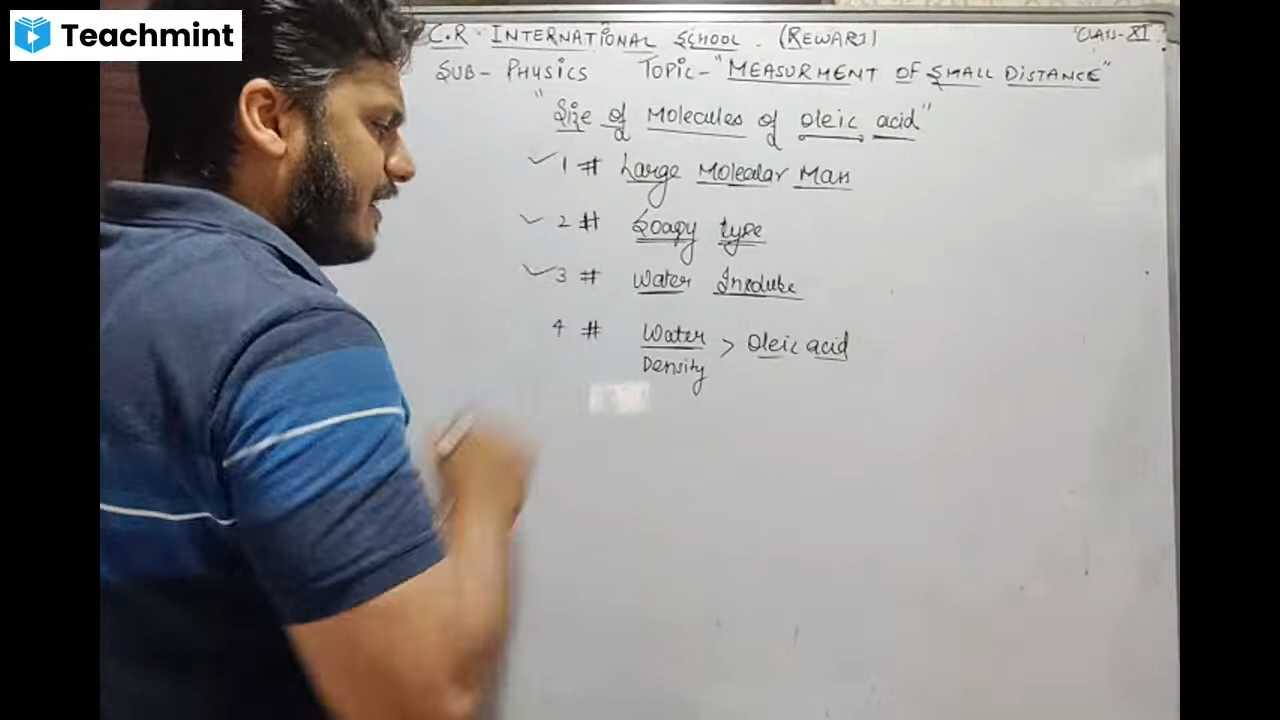 Teachmint
C.R. INTERNATIONAL SCHOOL. (REWARI)
CLASS-XI
SUB- PHYSICS TOPIC- "MEASURMENT OF SMALL DISTANCE"
"Size of Molecules of oleic acid"
1 # Large Molecular Mass
2 # Soapy type
3 # Water Insoluble
4 # Water > Oleic acid
Density